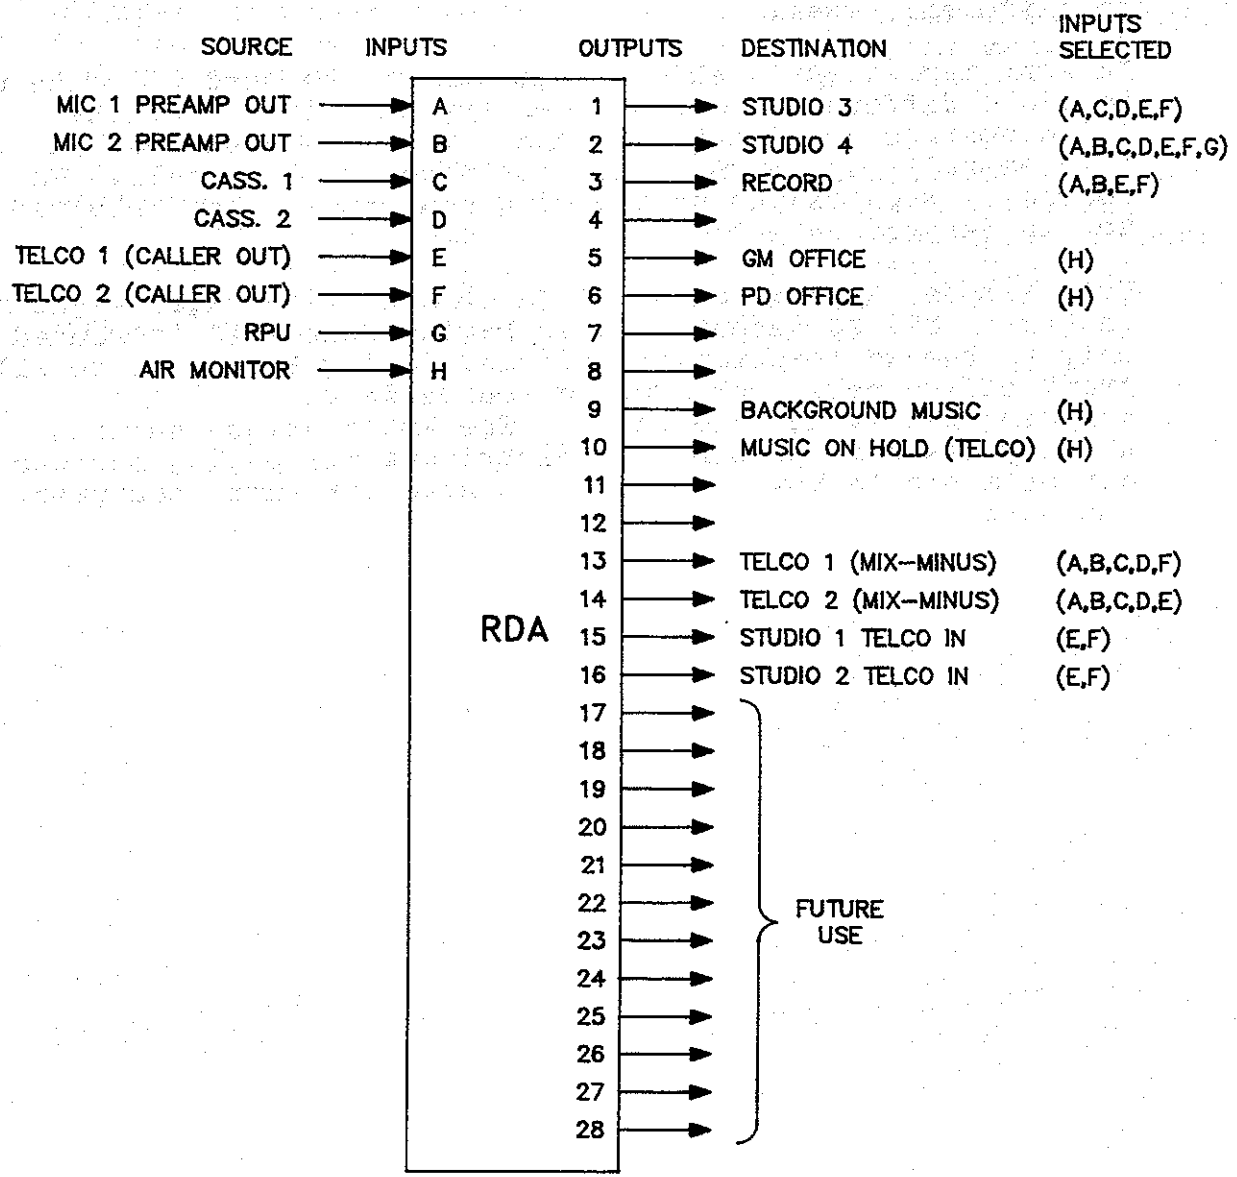 SOURCE INPUTS OUTPUTS DESTINATION INPUTS SELECTED
MIC 1 PREAMP OUT A 1 STUDIO 3 (A,C,D,E,F)
MIC 2 PREAMP OUT B 2 STUDIO 4 (A,B,C,D,E,F,G)
CASS. 1 C 3 RECORD (A,B,E,F)
CASS. 2 D 4
TELCO 1 (CALLER OUT) E 5 GM OFFICE (H)
TELCO 2 (CALLER OUT) F 6 PD OFFICE (H)
RPU G 7
AIR MONITOR H 8
9 BACKGROUND MUSIC (H)
10 MUSIC ON HOLD (TELCO) (H)
11
12
13 TELCO 1 (MIX-MINUS) (A,B,C,D,F)
14 TELCO 2 (MIX-MINUS) (A,B,C,D,E)
RDA 15 STUDIO 1 TELCO IN (E,F)
16 STUDIO 2 TELCO IN (E,F)
17
18
19
20
21
22 FUTURE
23 USE
24
25
26
27
28